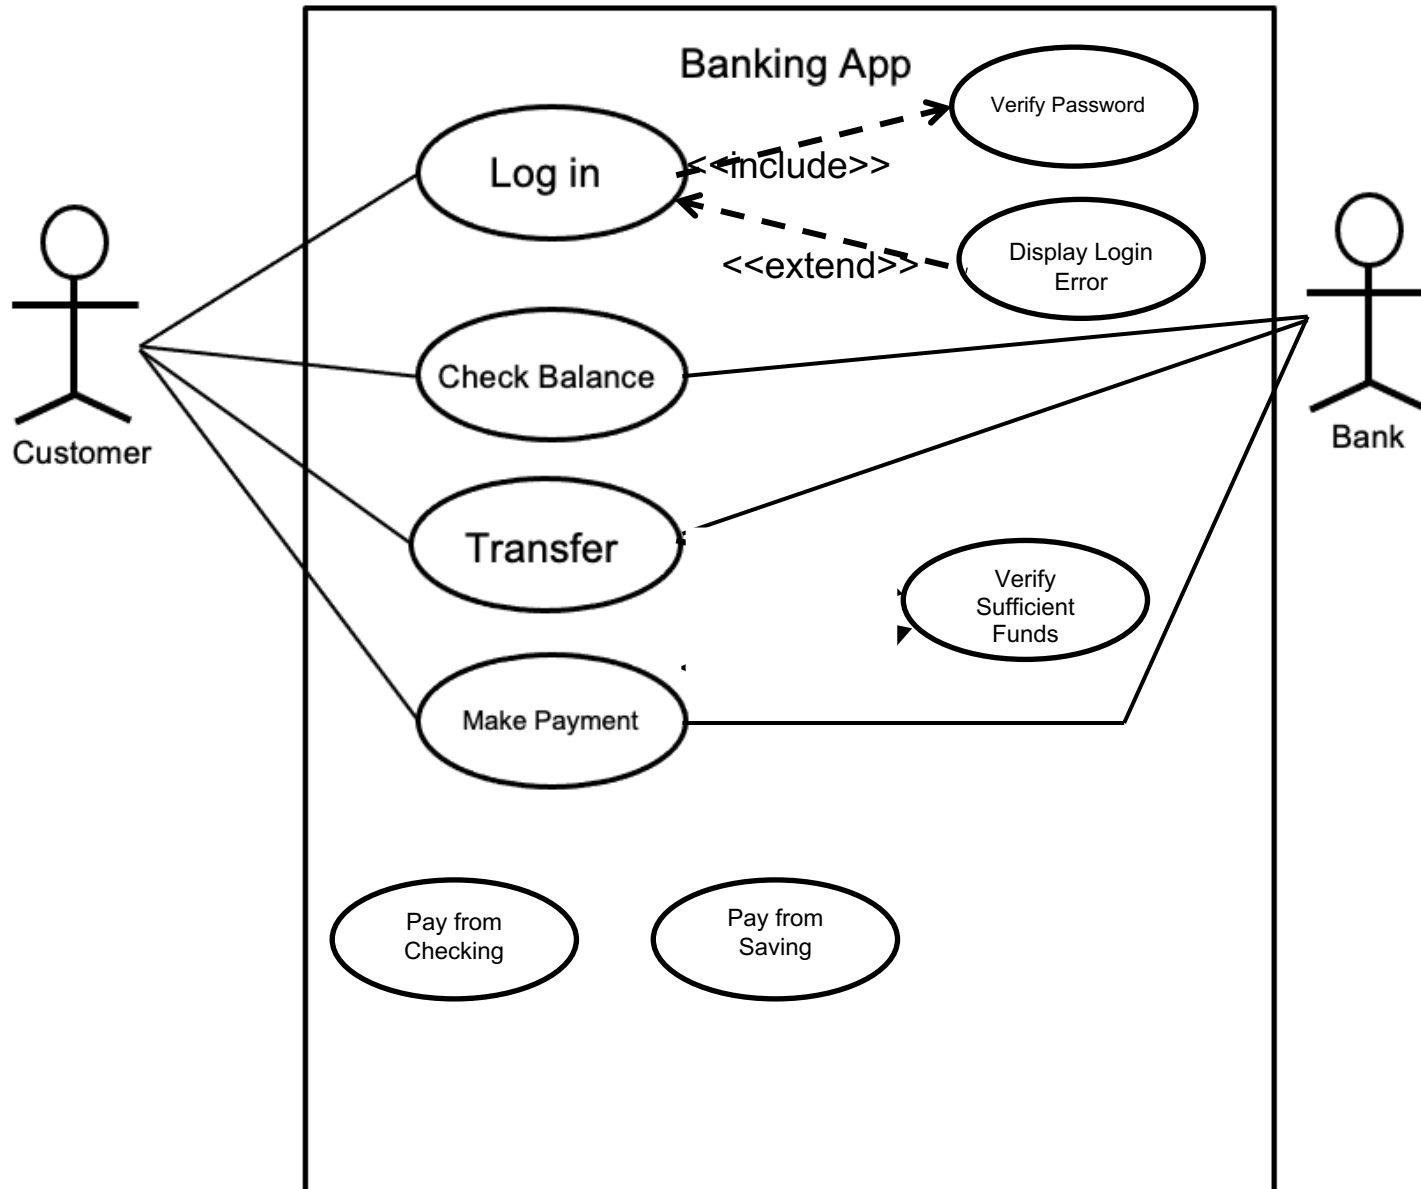 Banking App
Verify Password
Log in
<<include>>
Display Login
Error
<<extend>>
Check Balance
Customer
Bank
Transfer
Verify
Sufficient
Funds
Make Payment
Pay from
Checking
Pay from
Saving